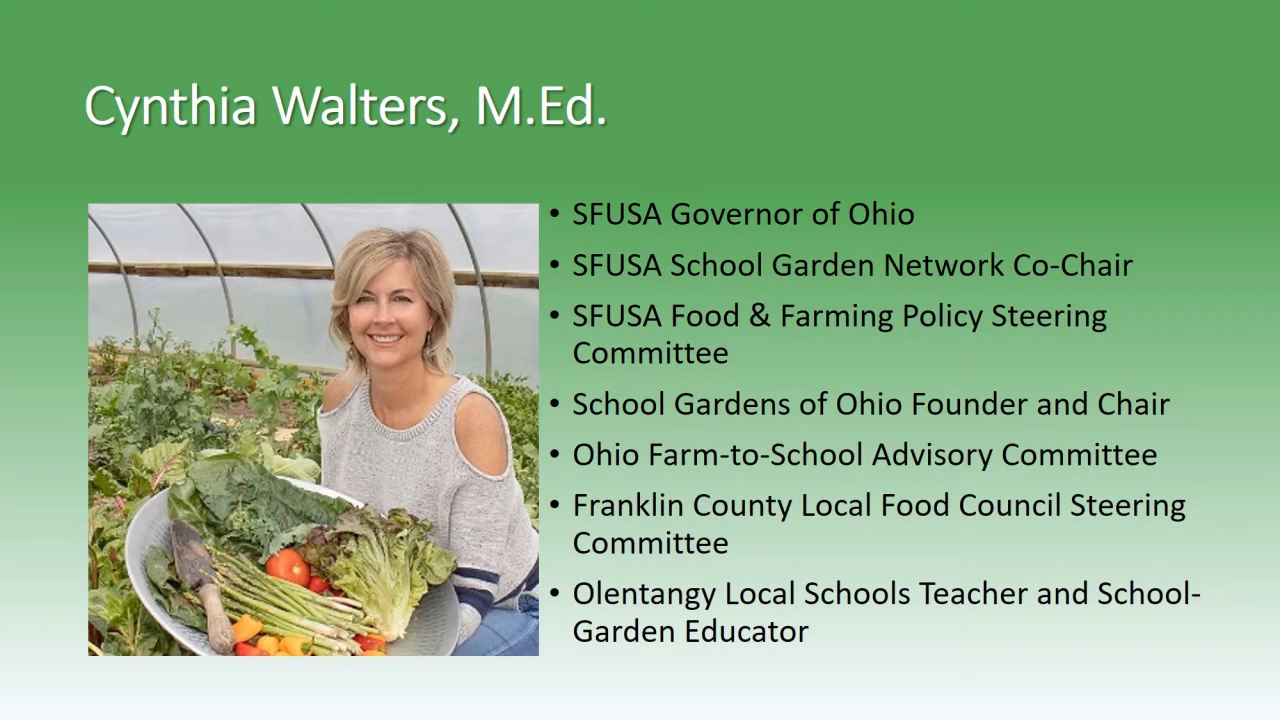 Cynthia Walters, M.Ed.
• SFUSA Governor of Ohio
• SFUSA School Garden Network Co-Chair
• SFUSA Food & Farming Policy Steering
Committee
• School Gardens of Ohio Founder and Chair
• Ohio Farm-to-School Advisory Committee
• Franklin County Local Food Council Steering
Committee
• Olentangy Local Schools Teacher and School-
Garden Educator